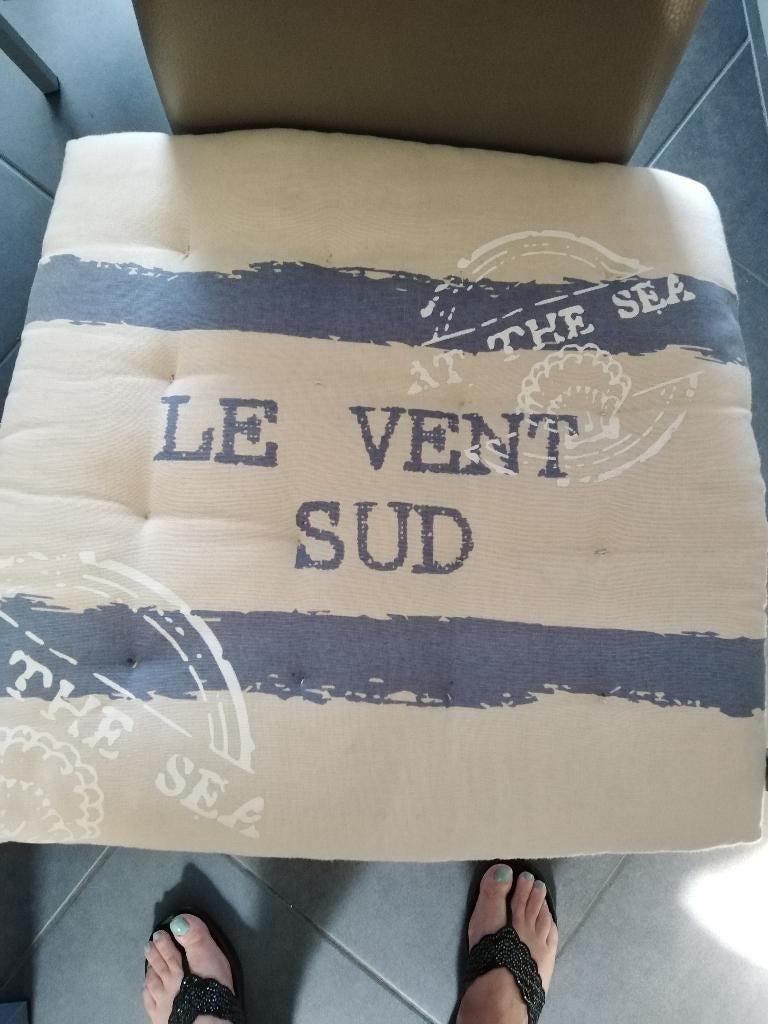 AT THE SEA
LE VENT
SUD
THE SEA